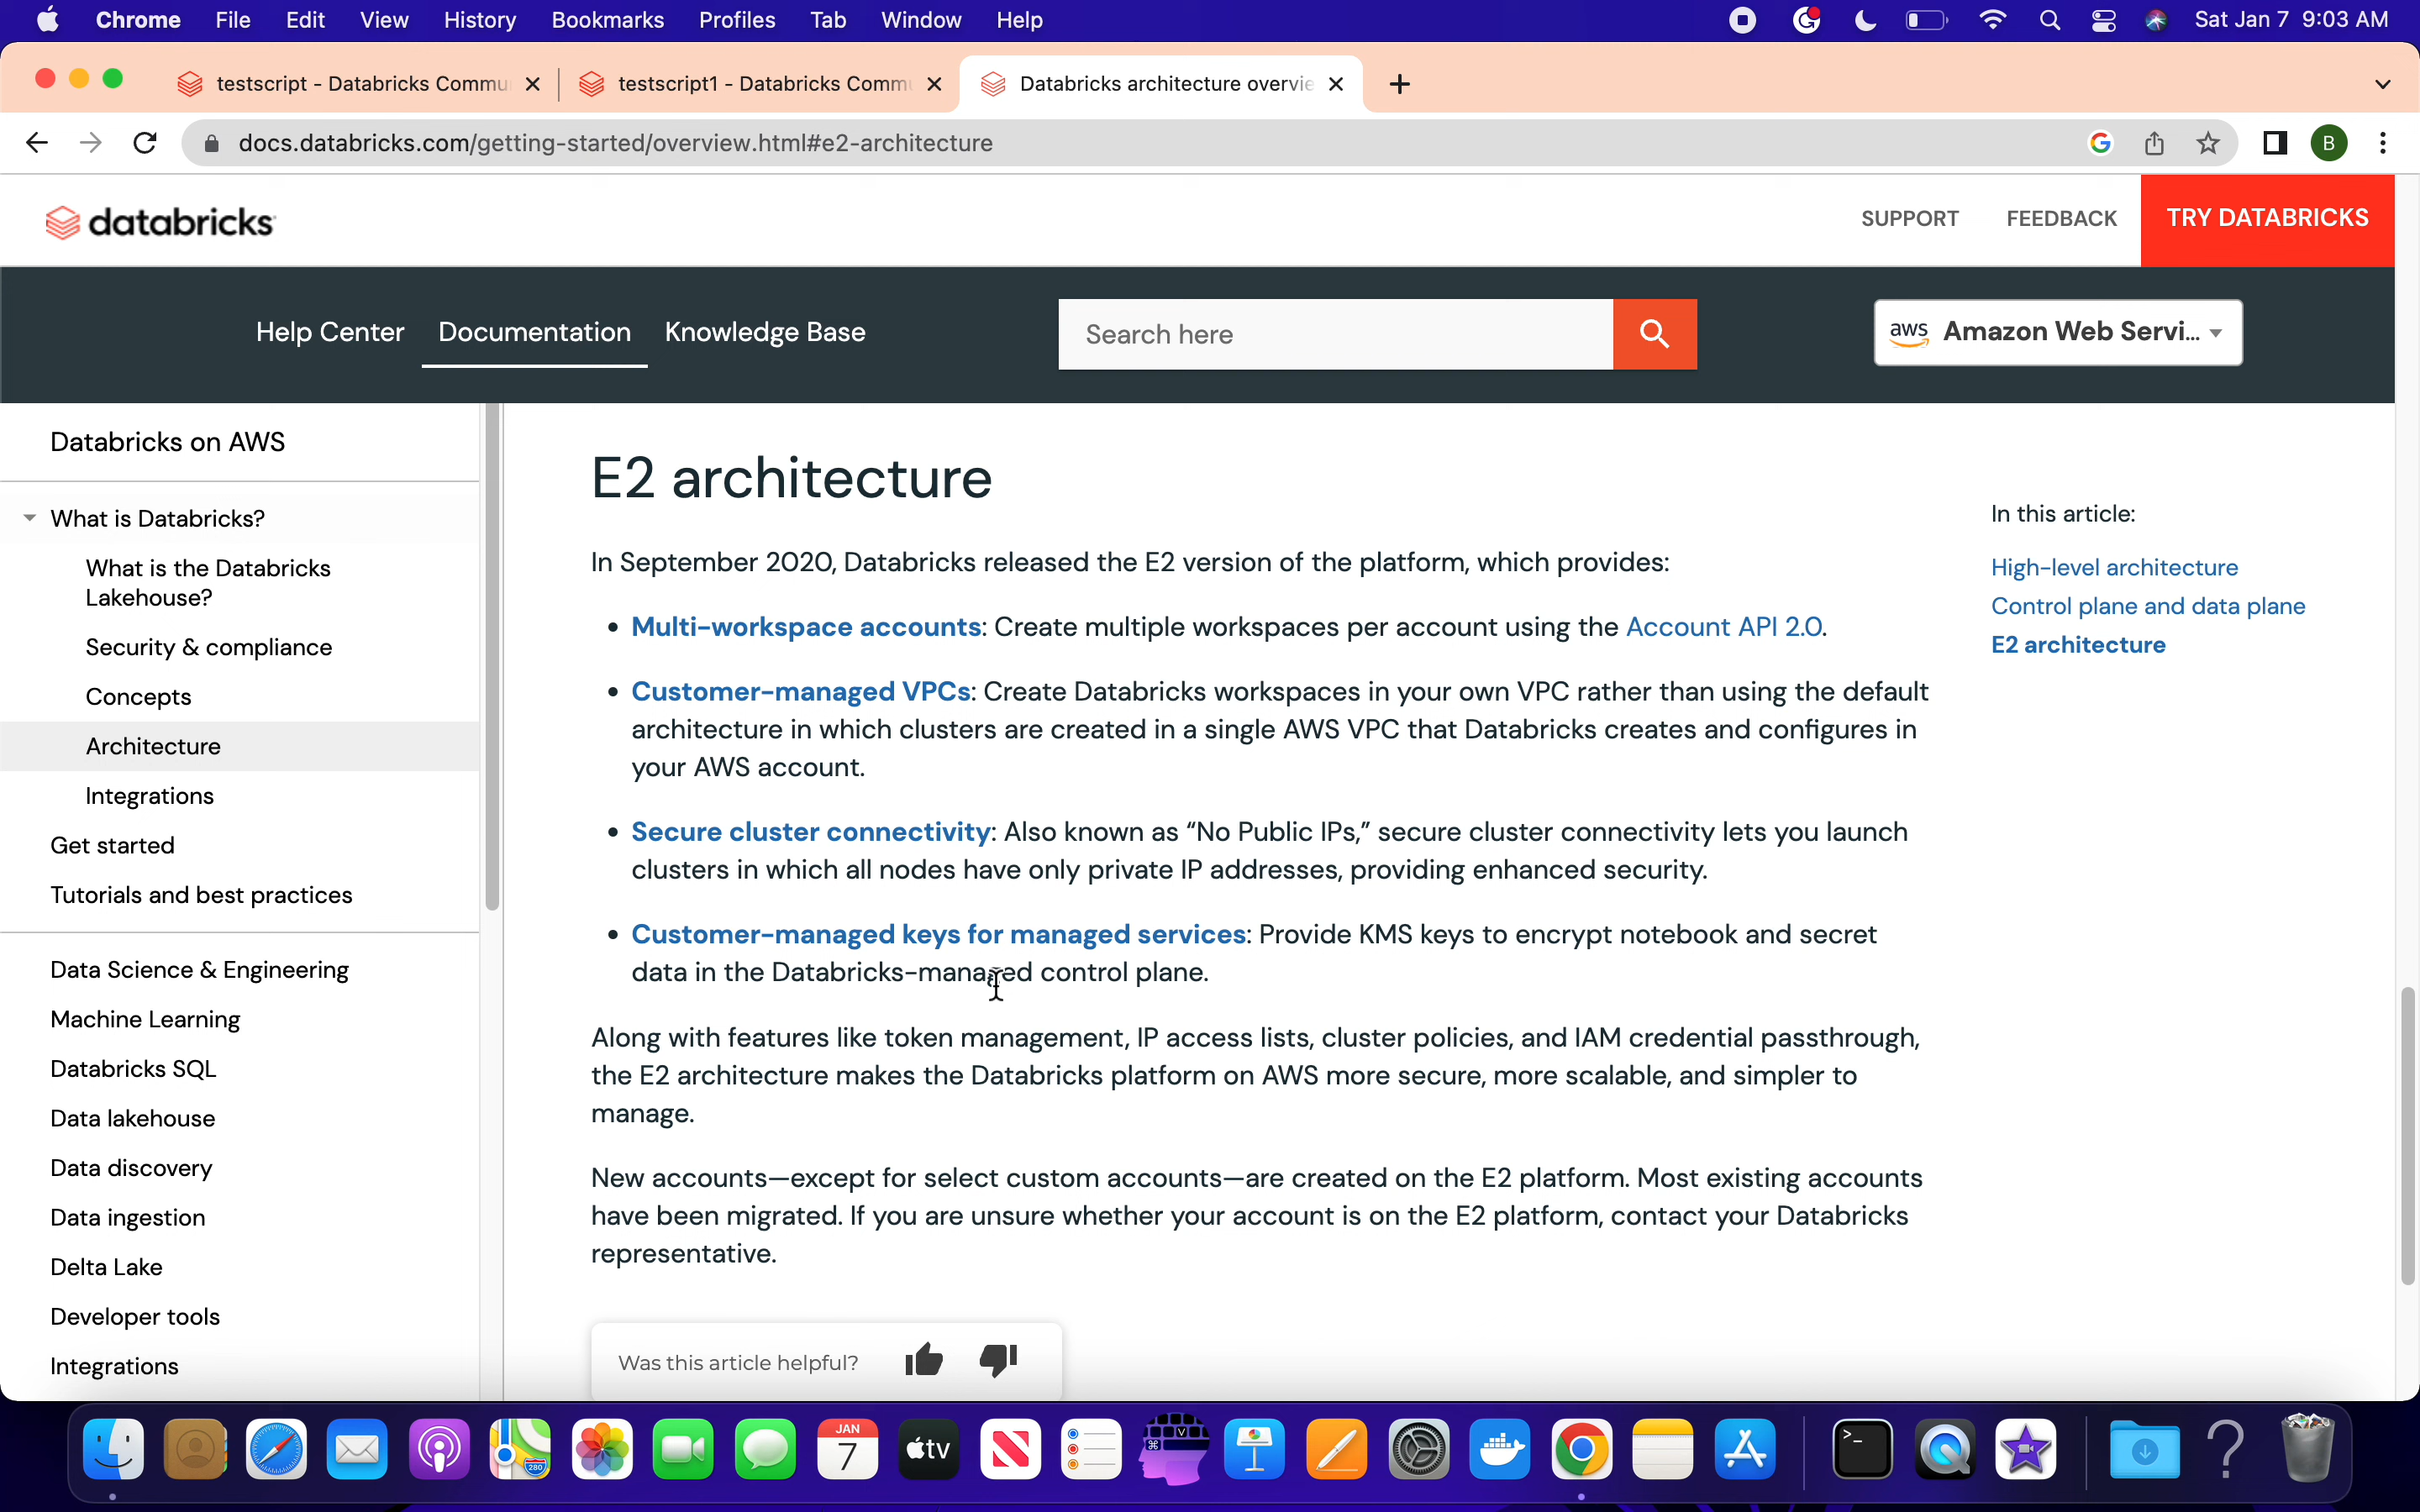 Chrome File Edit View History Bookmarks Profiles Tab Window Help Sat Jan 7 9:03 AM
testscript - Databricks Commu testscript1 - Databricks Comm Databricks architecture overvie
docs.databricks.com/getting-started/overview.html#e2-architecture B
databricks SUPPORT FEEDBACK TRY DATABRICKS
Help Center Documentation Knowledge Base Search here aws Amazon Web Servi...
Databricks on AWS
What is Databricks?
What is the Databricks
Lakehouse?
Security & compliance
Concepts
Architecture
Integrations
Get started
Tutorials and best practices
Data Science & Engineering
Machine Learning
Databricks SQL
Data lakehouse
Data discovery
Data ingestion
Delta Lake
Developer tools
Integrations
E2 architecture
In September 2020, Databricks released the E2 version of the platform, which provides:
• Multi-workspace accounts: Create multiple workspaces per account using the Account API 2.0.
• Customer-managed VPCs: Create Databricks workspaces in your own VPC rather than using the default
architecture in which clusters are created in a single AWS VPC that Databricks creates and configures in
your AWS account.
• Secure cluster connectivity: Also known as “No Public IPs,” secure cluster connectivity lets you launch
clusters in which all nodes have only private IP addresses, providing enhanced security.
• Customer-managed keys for managed services: Provide KMS keys to encrypt notebook and secret
data in the Databricks-managed control plane.
Along with features like token management, IP access lists, cluster policies, and IAM credential passthrough,
the E2 architecture makes the Databricks platform on AWS more secure, more scalable, and simpler to
manage.
New accounts—except for select custom accounts—are created on the E2 platform. Most existing accounts
have been migrated. If you are unsure whether your account is on the E2 platform, contact your Databricks
representative.
Was this article helpful?
In this article:
High-level architecture
Control plane and data plane
E2 architecture
JAN
7
tv
280